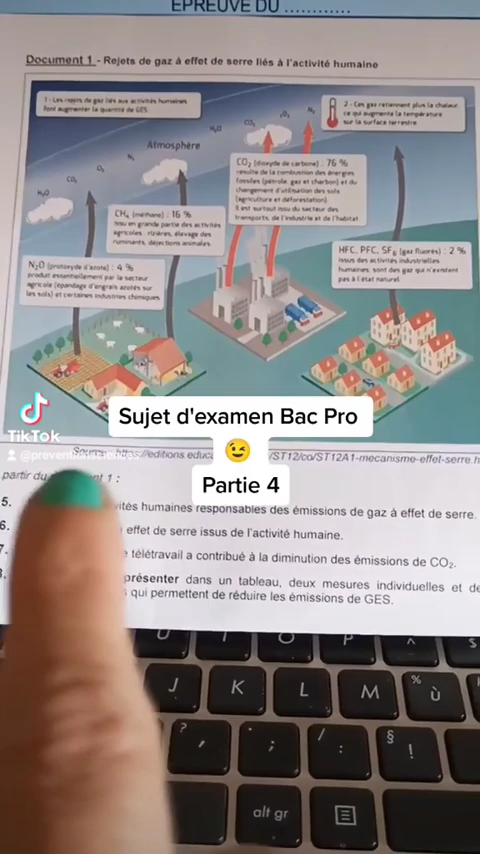 EPREUVE DU ............
Document 1 - Rejets de gaz à effet de serre liés à l'activité humaine
1 - Les rejets de gaz liés aux activités humaines
font augmenter la quantité de GES.
2 - Ces gaz retiennent plus la chaleur
ce qui augmente la température
sur la surface terrestre.
H₂O
CO₂
O₃
N₂
Atmosphère
H₂O
CO₂
O₃
N₂
CO₂ (dioxyde de carbone) : 76 %
résulte de la combustion des énergies
fossiles (pétrole, gaz et charbon) et du
changement d'utilisation des sols
(agriculture et déforestation).
Il est surtout issu du secteur des
transports, de l'industrie et de l'habitat
CH₄ (méthane) : 16 %
issu en grande partie des activités
agricoles : rizières, élevage des
ruminants, déjections animales.
HFC, PFC, SF₆ (gaz fluorés) : 2 %
issus des activités industrielles
humaines, sont des gaz qui n'existent
pas à l'état naturel.
N₂O (protoxyde d'azote) : 4 %
produit essentiellement par le secteur
agricole (épandage d'engrais azotés sur
les sols) et certaines industries chimiques
TikTok
Sujet d'examen Bac Pro
😉
Partie 4
//editions /ST12/co/ST12A1-mecanisme-effet-serre.h
partir du 1 :
5. humaines responsables des émissions de gaz à effet de serre.
6. effet de serre issus de l'activité humaine.
7. télétravail a contribué à la diminution des émissions de CO₂.
présenter dans un tableau, deux mesures individuelles et de
qui permettent de réduire les émissions de GES.
U I O P ^ $
J K L M % ù
? , . ; / : § !
alt gr